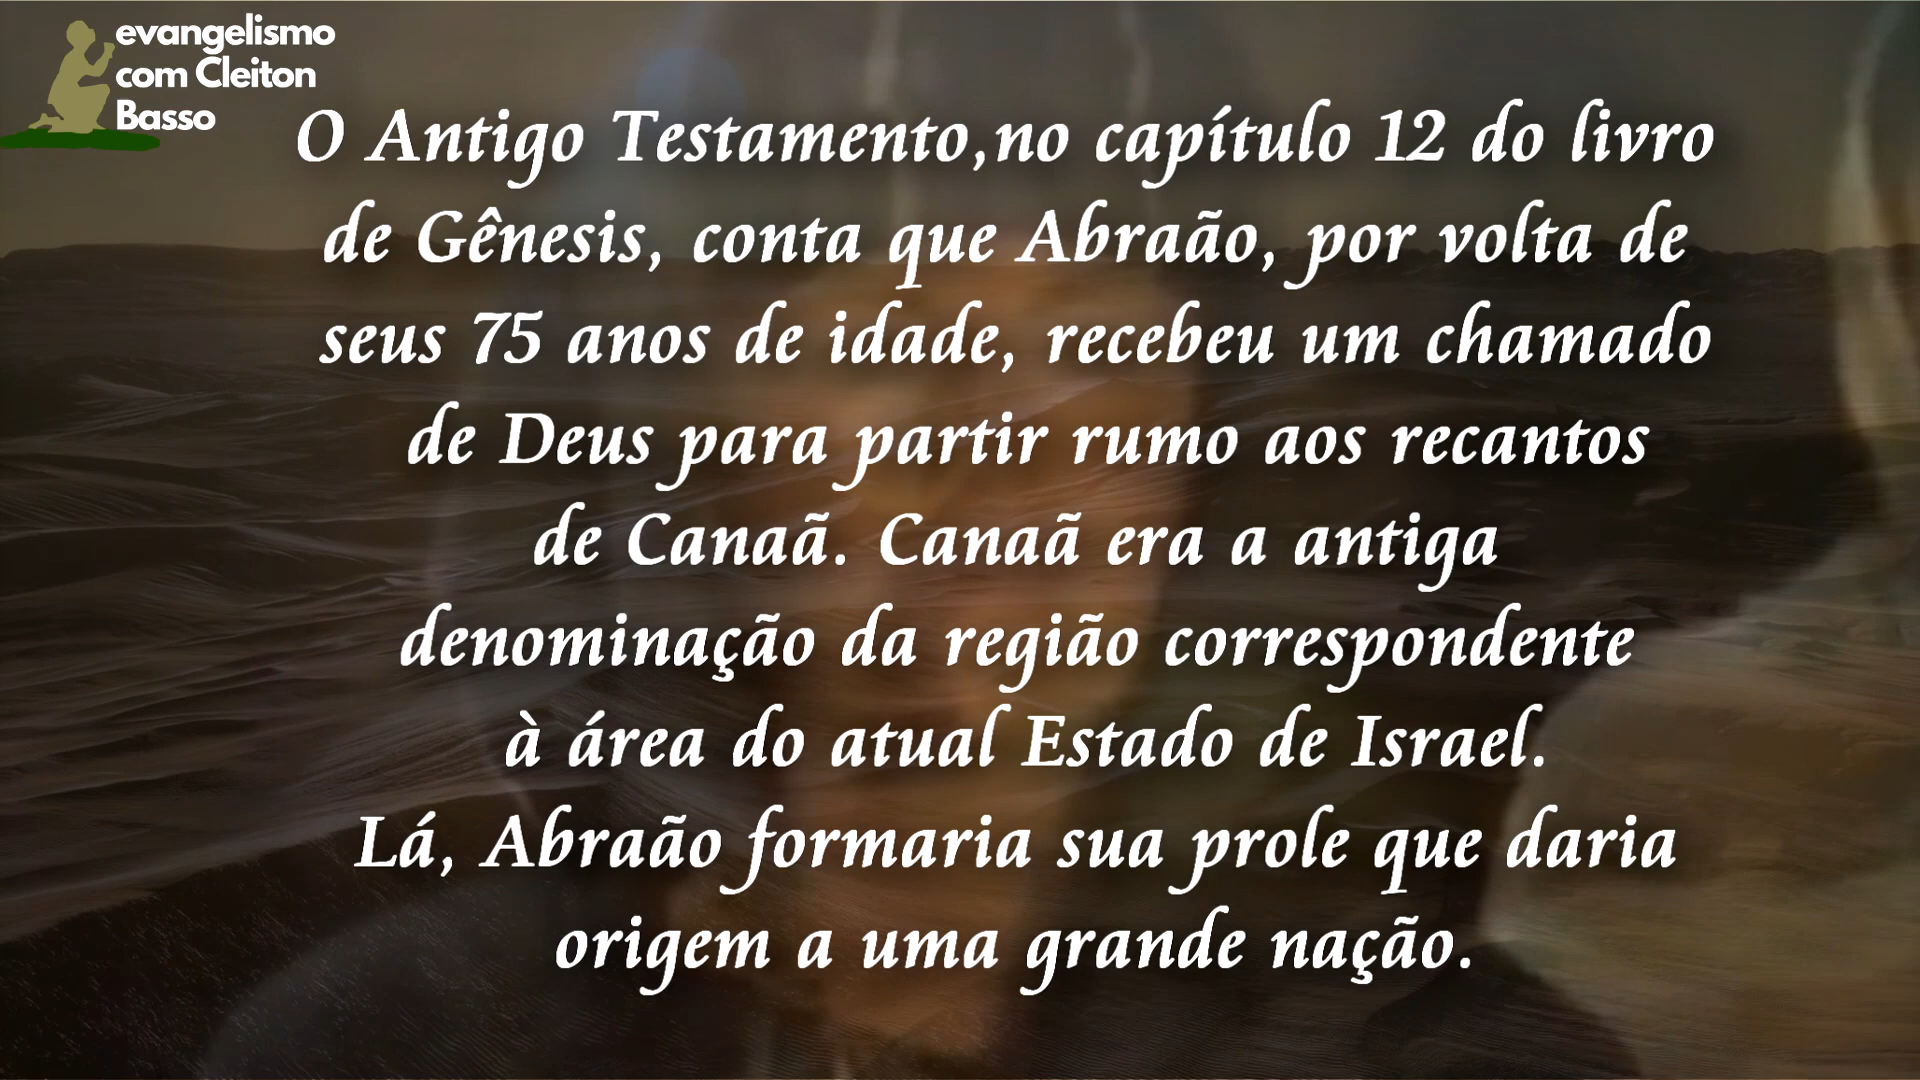 evangelismo
com Cleiton
Basso
O Antigo Testamento,no capítulo 12 do livro
de Gênesis, conta que Abraão, por volta de
seus 75 anos de idade, recebeu um chamado
de Deus para partir rumo aos recantos
de Canaã. Canaã era a antiga
denominação da região correspondente
à área do atual Estado de Israel.
Lá, Abraão formaria sua prole que daria
origem a uma grande nação.